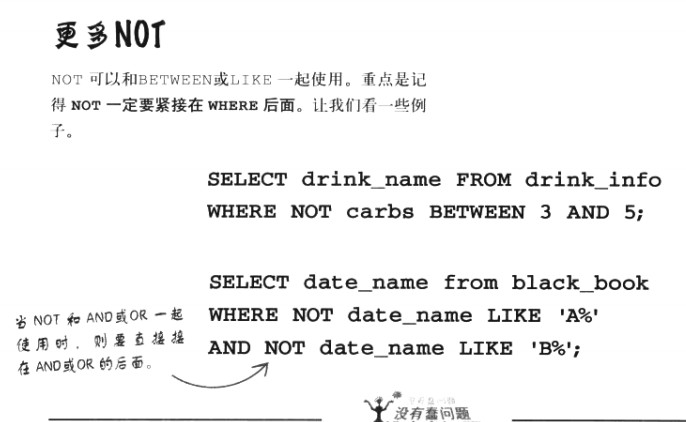 更多NOT
NOT 可以和BETWEEN或LIKE 一起使用。重点是记
得 NOT 一定要紧接在 WHERE 后面。让我们看一些例
子。
SELECT drink_name FROM drink_info
WHERE NOT carbs BETWEEN 3 AND 5;
SELECT date_name from black_book
WHERE NOT date_name LIKE 'A%'
AND NOT date_name LIKE 'B%';
当 NOT 和 AND或OR 一起
使用时，则要直接接
在AND或OR的后面。
没有蠢问题